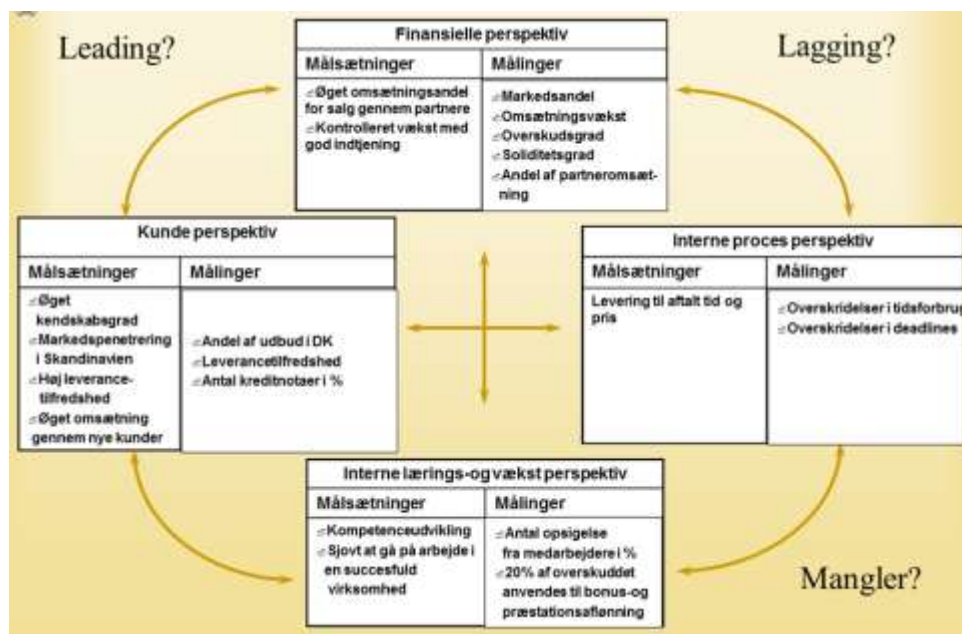 Leading?
Lagging?
Finansielle perspektiv
Målsætninger
Øget omsætningsandel
for salg gennem partnere
Kontrolleret vækst med
god indtjening
Målinger
Markedsandel
Omsætningsvækst
Overskudsgrad
Soliditetsgrad
Andel af partneromsæt-
ning
Kunde perspektiv
Målsætninger
Øget
kendskabsgrad
Markedspenetrering
i Skandinavien
Høj leverance-
tilfredshed
Øget omsætning
gennem nye kunder
Målinger
Andel af udbud i DK
Leverancetilfredshed
Antal kreditnotaer i %
Interne proces perspektiv
Målsætninger
Levering til aftalt tid og
pris
Målinger
Overskridelser i tidsforbrug
Overskridelser i deadlines
Interne lærings-og vækst perspektiv
Målsætninger
Kompetenceudvikling
Sjovt at gå på arbejde i
en succesfuld
virksomhed
Målinger
Antal opsigelse
fra medarbejdere i %
20% af overskuddet
anvendes til bonus-og
præstationsaflønning
Mangler?